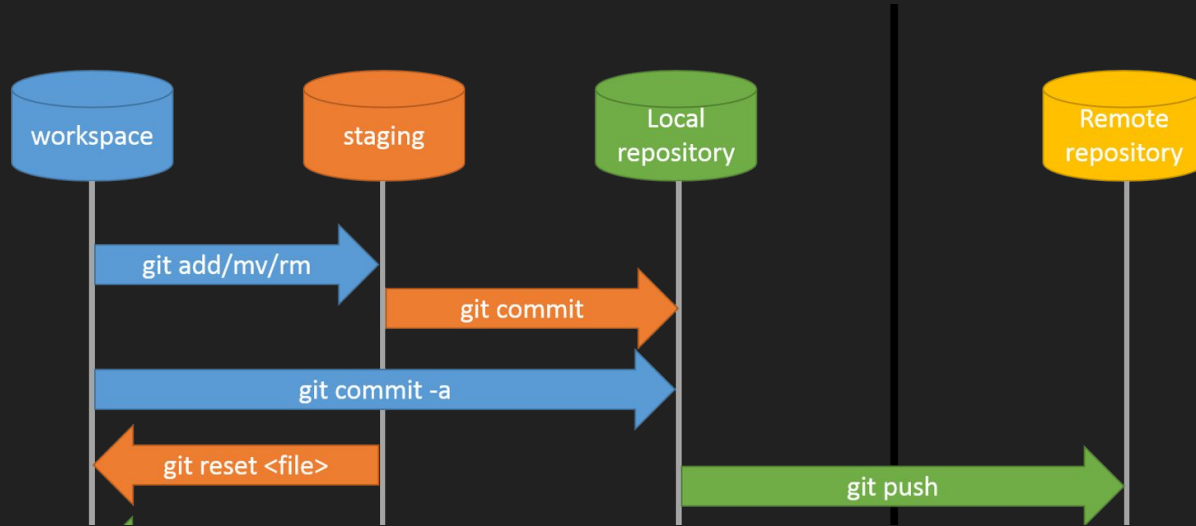 workspace
staging
Local
repository
Remote
repository
git add/mv/rm
git commit
git commit -a
git reset <file>
git push